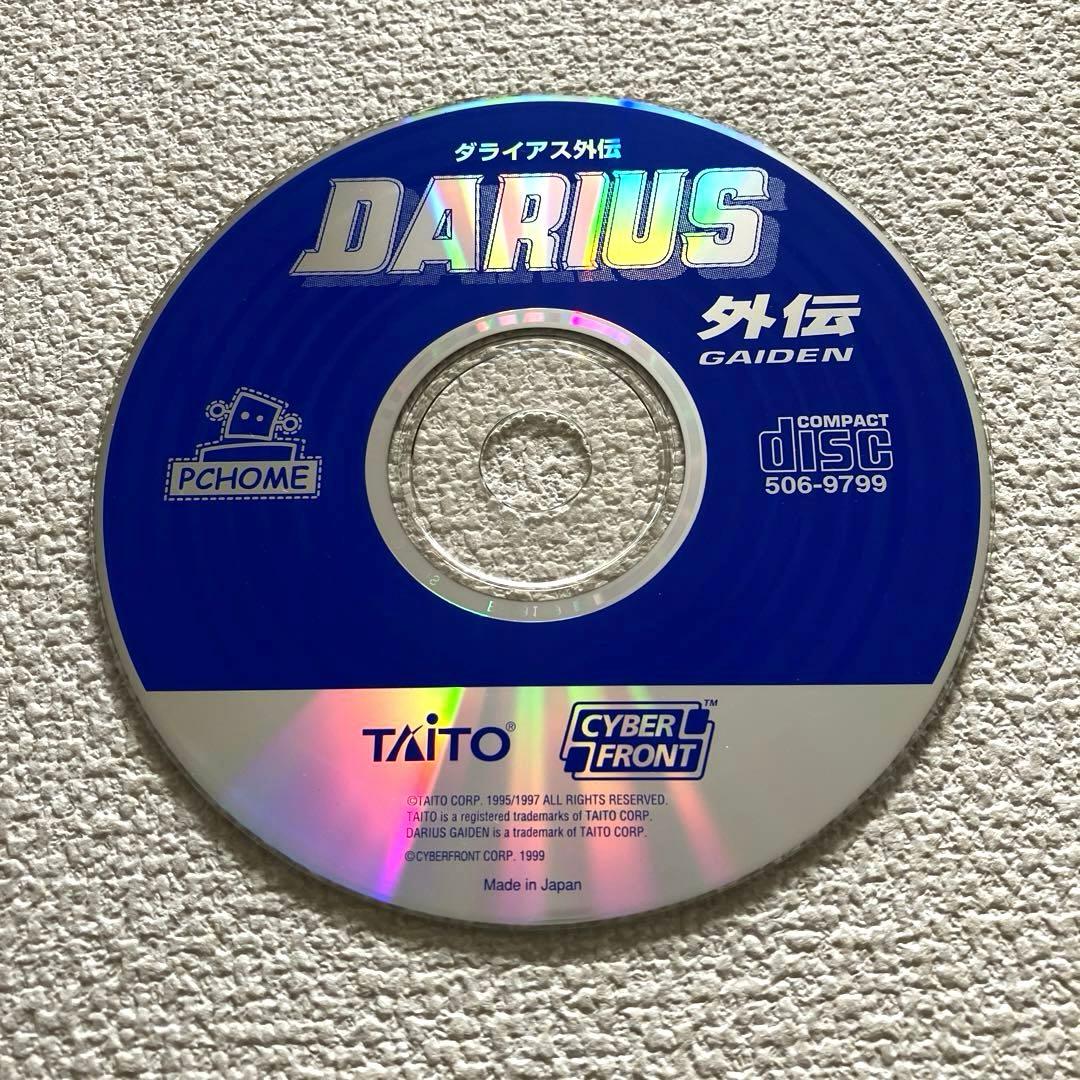 ダライアス外伝
DARIUS
外伝
GAIDEN
PCHOME
COMPACT
disc
506-9799
TAITO®
CYBER
FRONT™
©TAITO CORP. 1995/1997 ALL RIGHTS RESERVED.
TAITO is a registered trademarks of TAITO CORP.
DARIUS GAIDEN is a trademark of TAITO CORP.
©CYBERFRONT CORP. 1999
Made in Japan